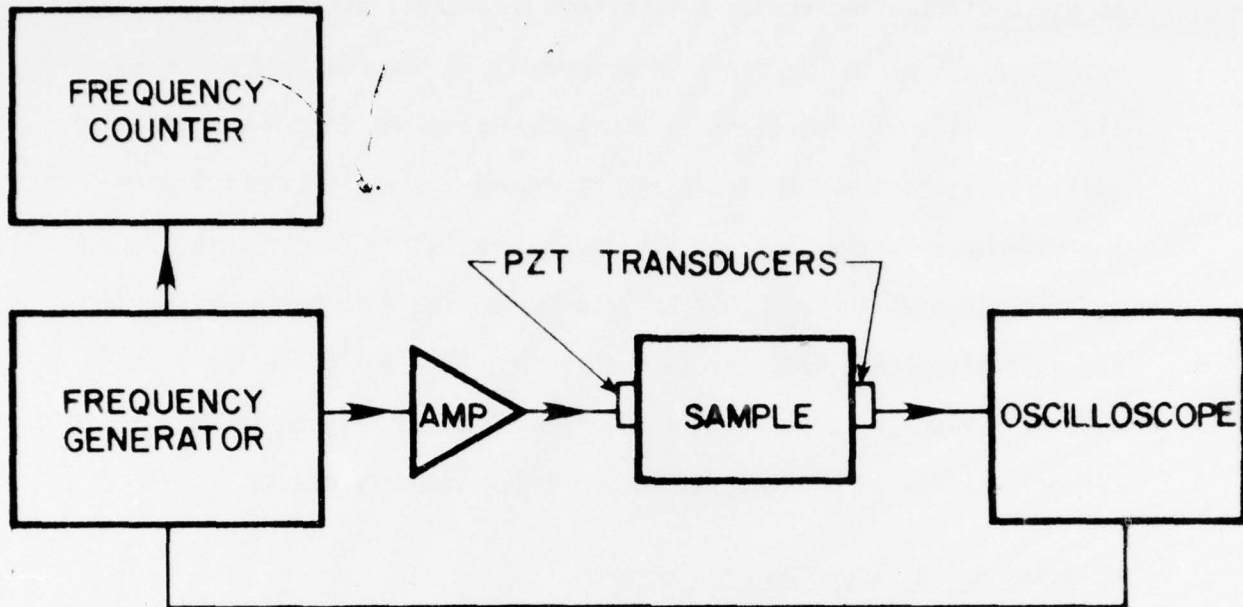 FREQUENCY
COUNTER
PZT TRANSDUCERS
FREQUENCY
GENERATOR
AMP
SAMPLE
OSCILLOSCOPE